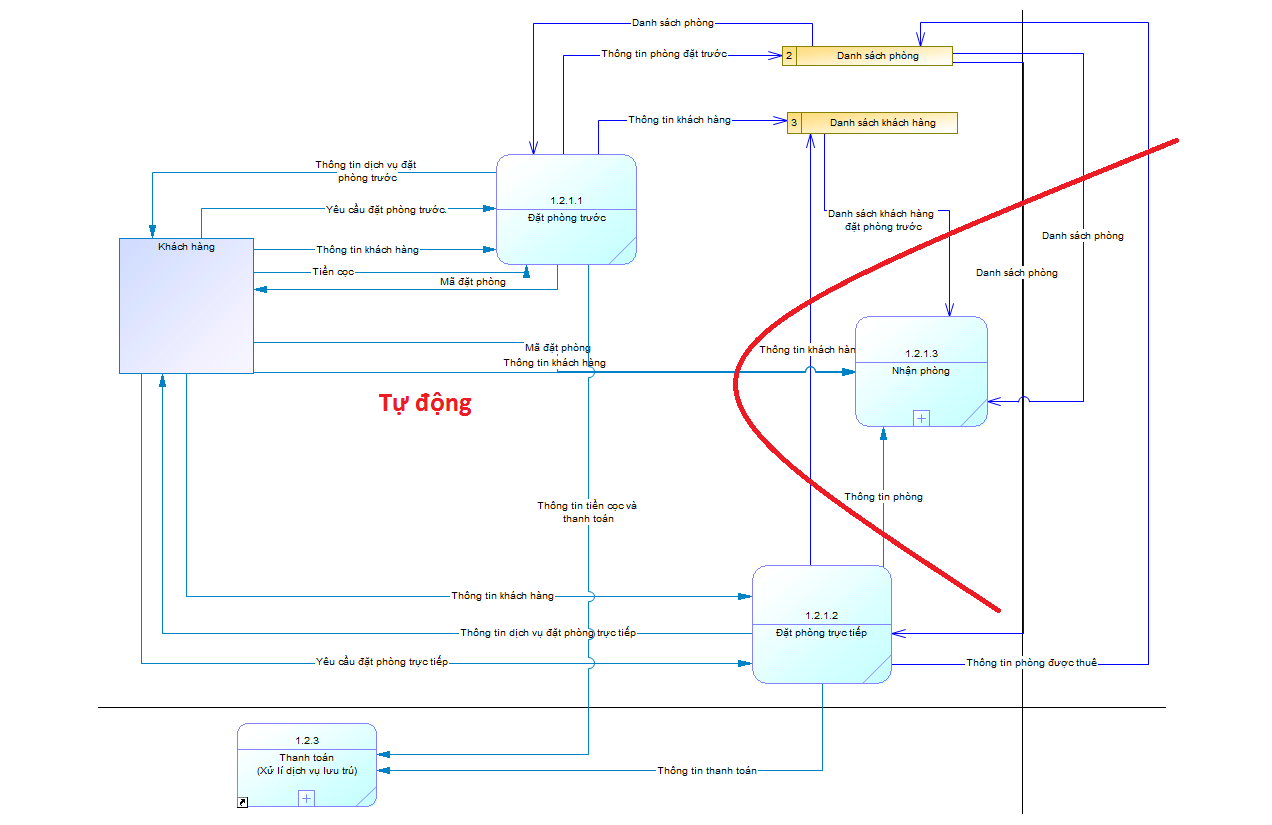 Danh sách phòng
Thông tin phòng đặt trước
2
Danh sách phòng
Thông tin khách hàng
3
Danh sách khách hàng
Thông tin dịch vụ đặt
phòng trước
1.2.1.1
Đặt phòng trước
Yêu cầu đặt phòng trước
Danh sách khách hàng
đặt phòng trước
Danh sách phòng
Khách hàng
Thông tin khách hàng
Tiền cọc
Mã đặt phòng
Danh sách phòng
Mã đặt phòng
Thông tin khách hàng
Thông tin khách hàn
1.2.1.3
Nhận phòng
Tự động
Thông tin phòng
Thông tin tiền cọc và
thanh toán
Thông tin khách hàng
1.2.1.2
Đặt phòng trực tiếp
Thông tin dịch vụ đặt phòng trực tiếp
Yêu cầu đặt phòng trực tiếp
Thông tin phòng được thuê
1.2.3
Thanh toán
(Xử lí dịch vụ lưu trú)
Thông tin thanh toán